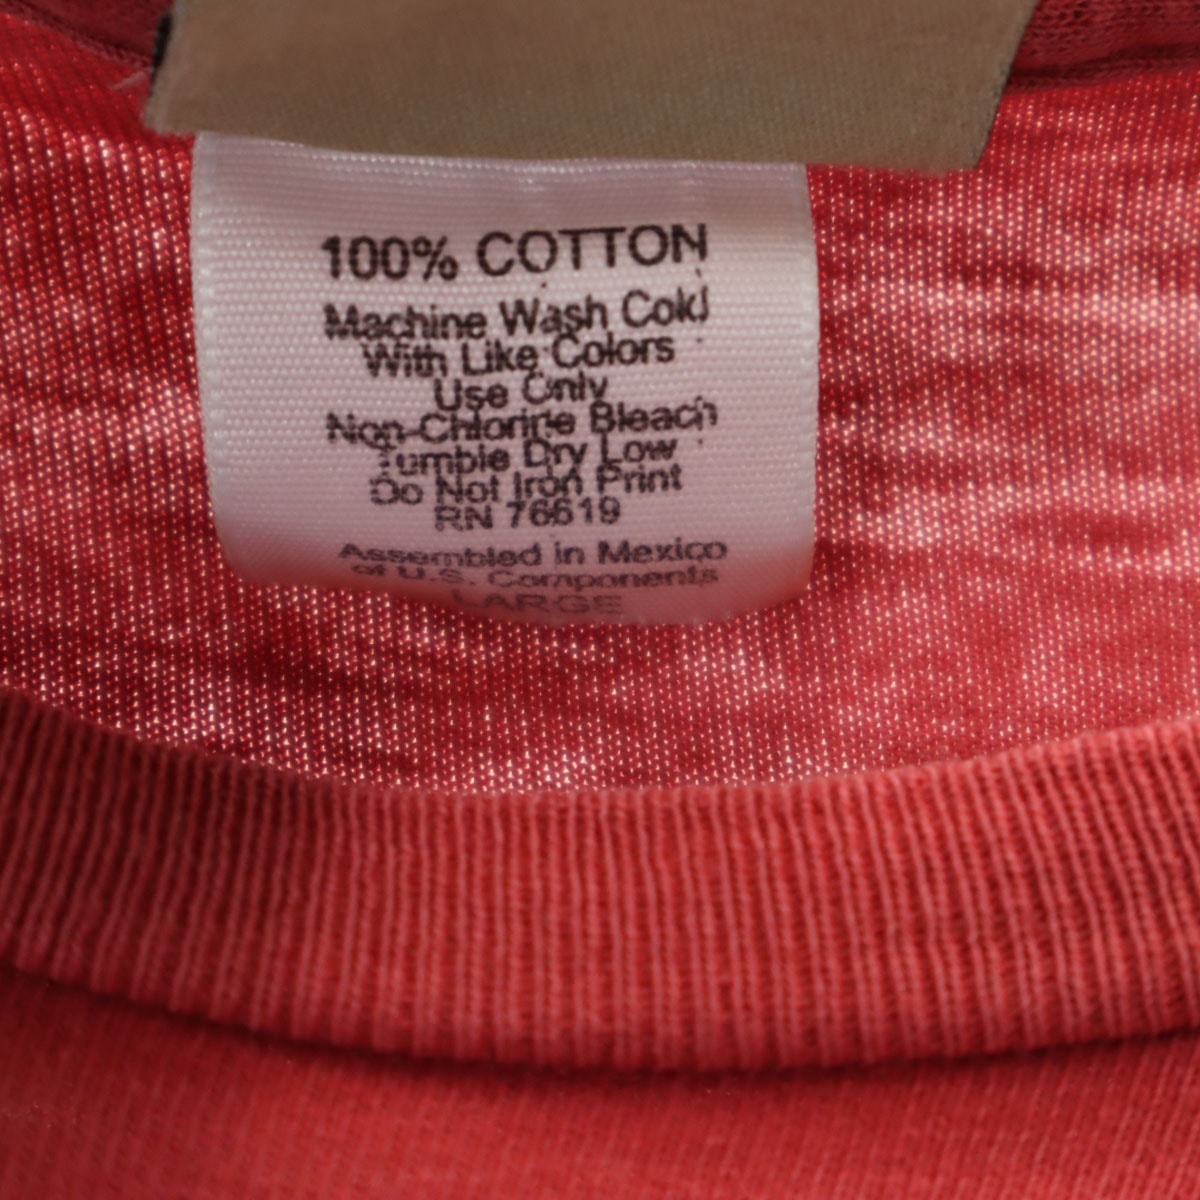 100% COTTON
Machine Wash Cold
With Like Colors
Use Only
Non-Chlorine Bleach
Tumble Dry Low
Do Not Iron Print
RN 76619
Assembled in Mexico
of U.S. Components
LARGE